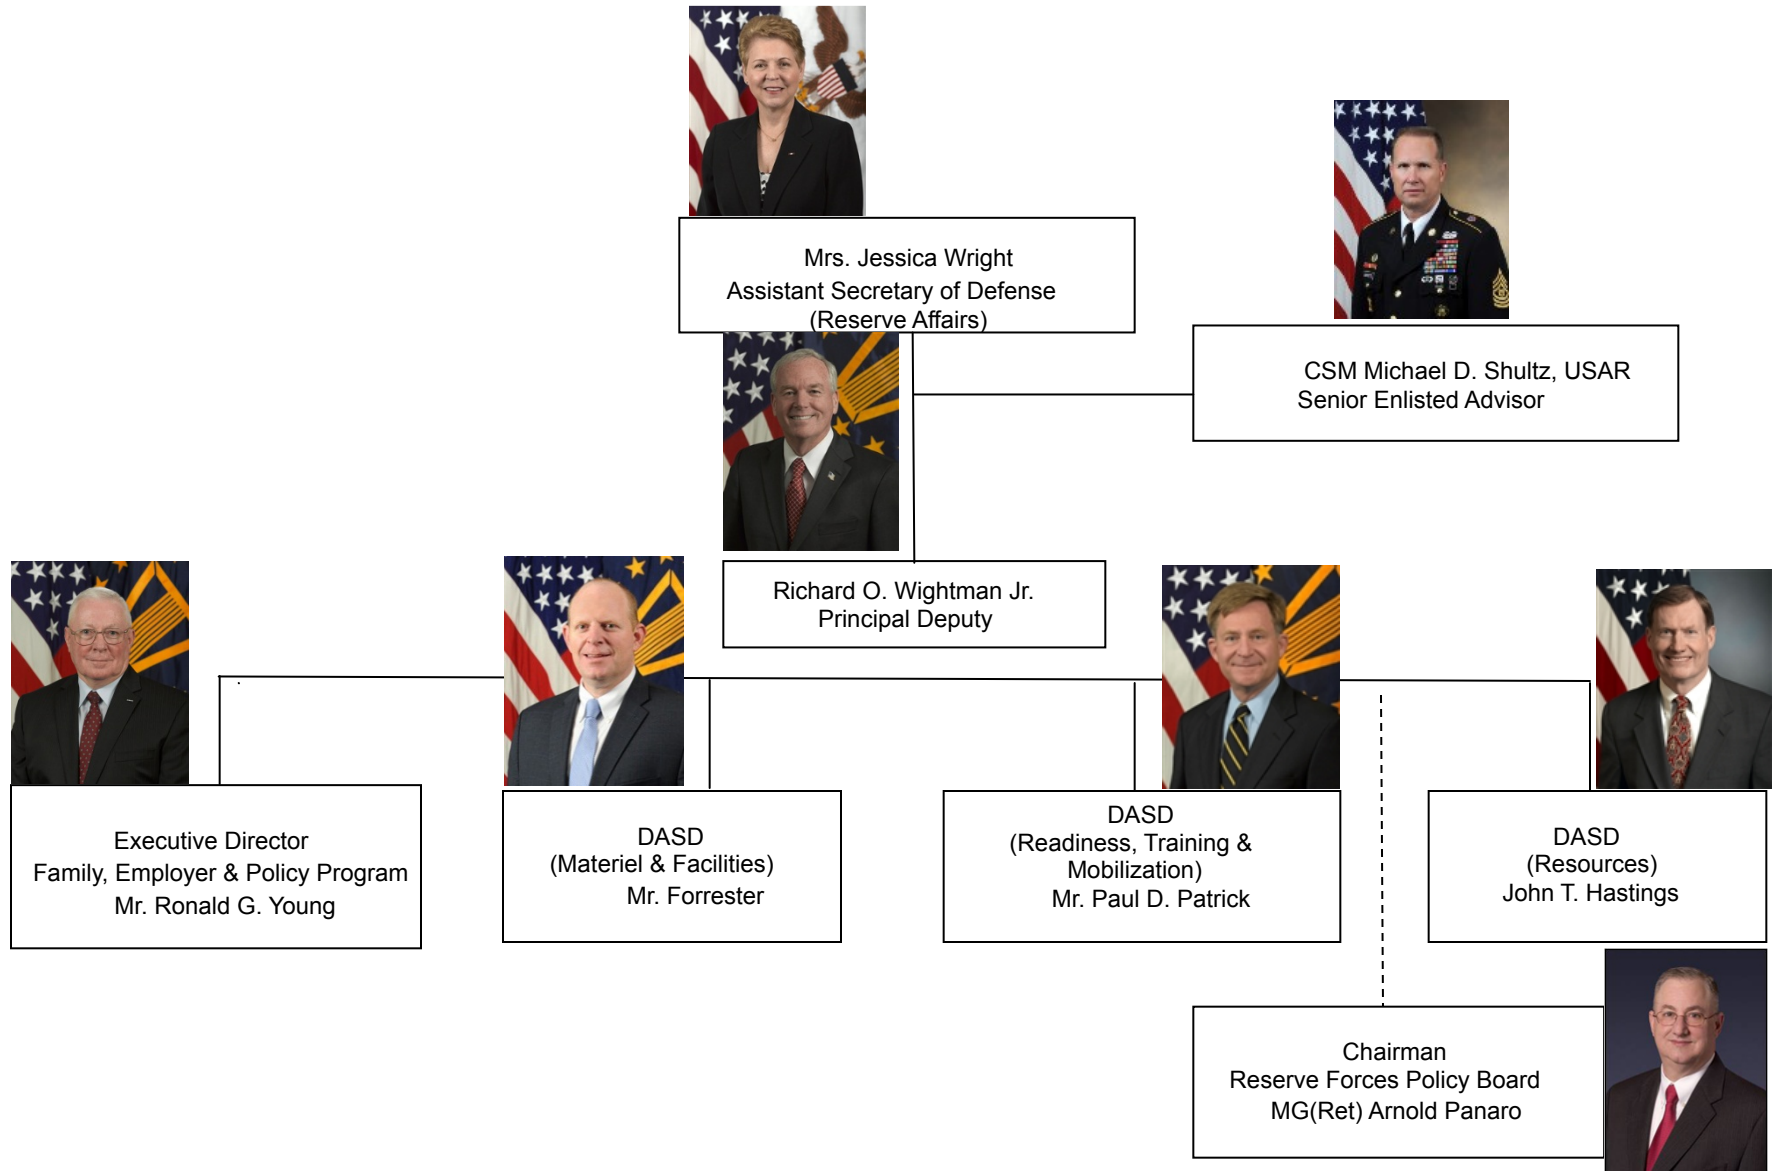 Mrs. Jessica Wright
Assistant Secretary of Defense
(Reserve Affairs)
CSM Michael D. Shultz, USAR
Senior Enlisted Advisor
Richard O. Wightman Jr.
Principal Deputy
Executive Director
Family, Employer & Policy Program
Mr. Ronald G. Young
DASD
(Materiel & Facilities)
Mr. Forrester
DASD
(Readiness, Training &
Mobilization)
Mr. Paul D. Patrick
DASD
(Resources)
John T. Hastings
Chairman
Reserve Forces Policy Board
MG(Ret) Arnold Panaro